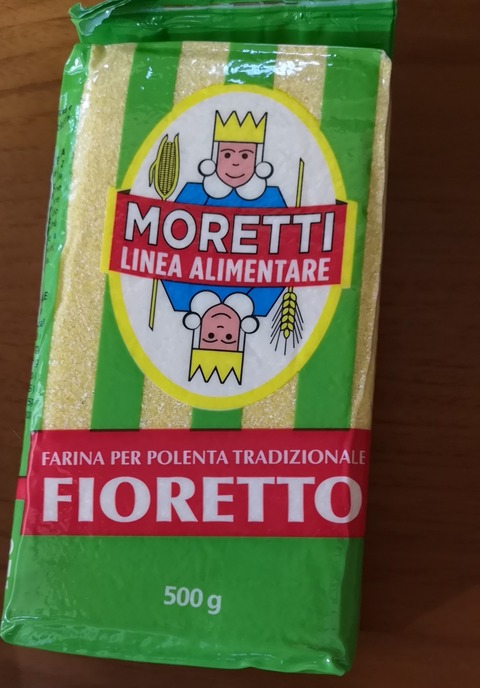 MORETTI
LINEA ALIMENTARE
FARINA PER POLENTA TRADIZIONALE
FIORETTO
500 g